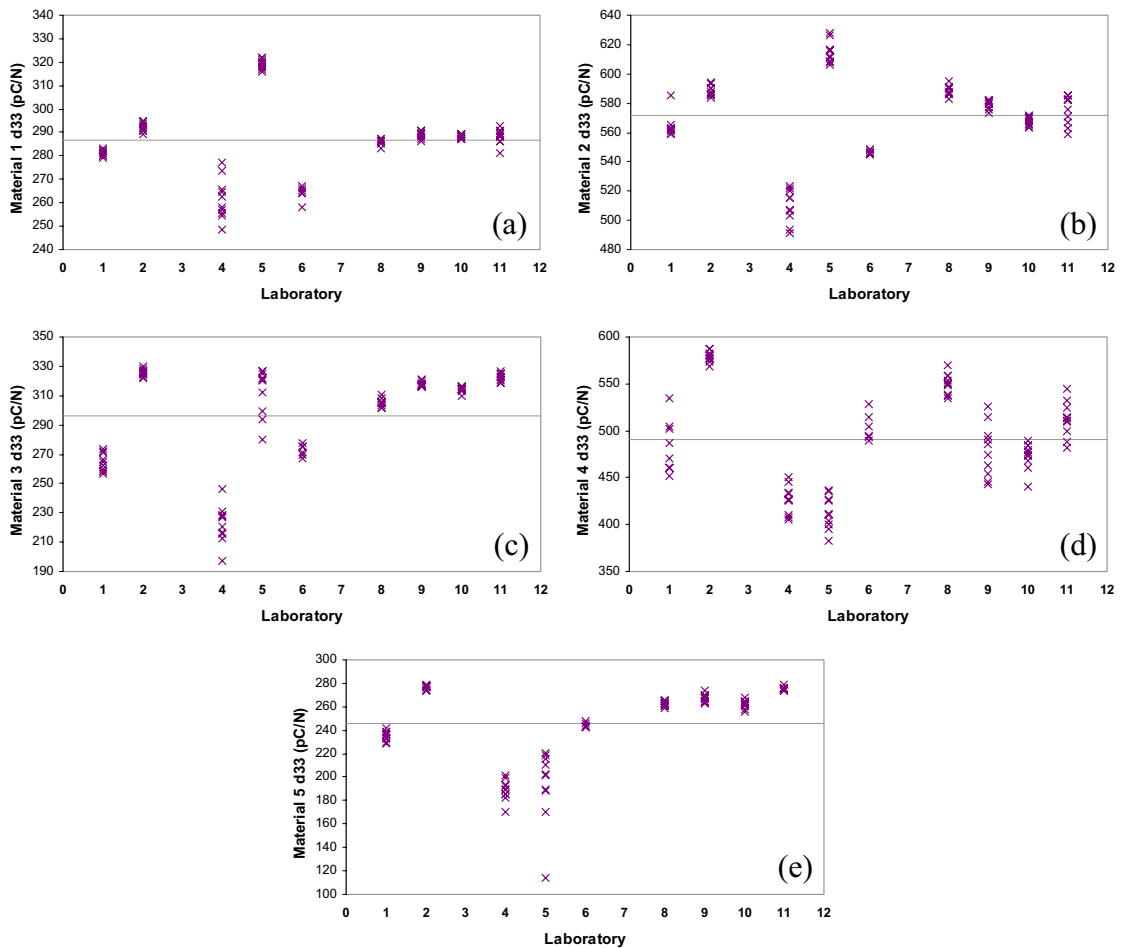 Material 1 d33 (pC/N)
340
330
320
310
300
290
280
270
260
250
240
0 1 2 3 4 5 6 7 8 9 10 11 12
Laboratory
(a)
Material 2 d33 (pC/N)
640
620
600
580
560
540
520
500
480
0 1 2 3 4 5 6 7 8 9 10 11 12
Laboratory
(b)
Material 3 d33 (pC/N)
350
330
310
290
270
250
230
210
190
0 1 2 3 4 5 6 7 8 9 10 11 12
Laboratory
(c)
Material 4 d33 (pC/N)
600
550
500
450
400
350
0 1 2 3 4 5 6 7 8 9 10 11 12
Laboratory
(d)
Material 5 d33 (pC/N)
300
280
260
240
220
200
180
160
140
120
100
0 1 2 3 4 5 6 7 8 9 10 11 12
Laboratory
(e)